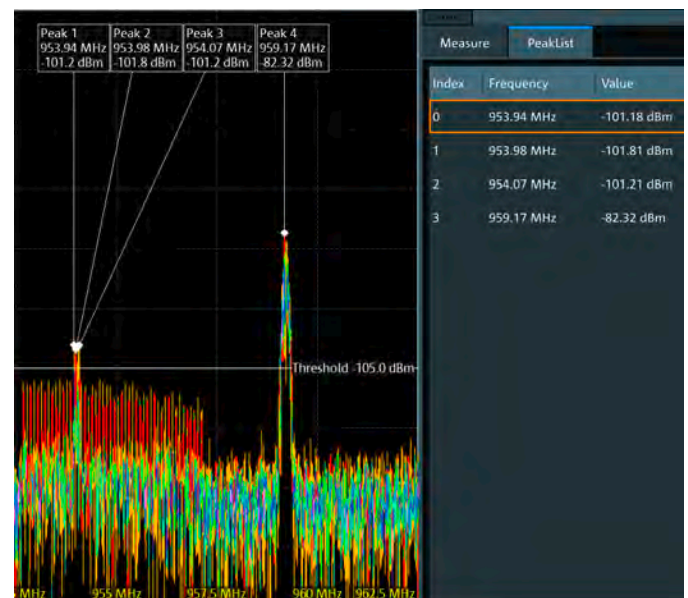 Peak 1
953.94 MHz
-101.2 dBm
Peak 2
953.98 MHz
-101.8 dBm
Peak 3
954.07 MHz
-101.2 dBm
Peak 4
959.17 MHz
-82.32 dBm
Threshold -105.0 dBm
MHz
955 MHz
957.5 MHz
960 MHz
962.5 MHz
Measure PeakList
Index Frequency Value
0 953.94 MHz -101.18 dBm
1 953.98 MHz -101.81 dBm
2 954.07 MHz -101.21 dBm
3 959.17 MHz -82.32 dBm